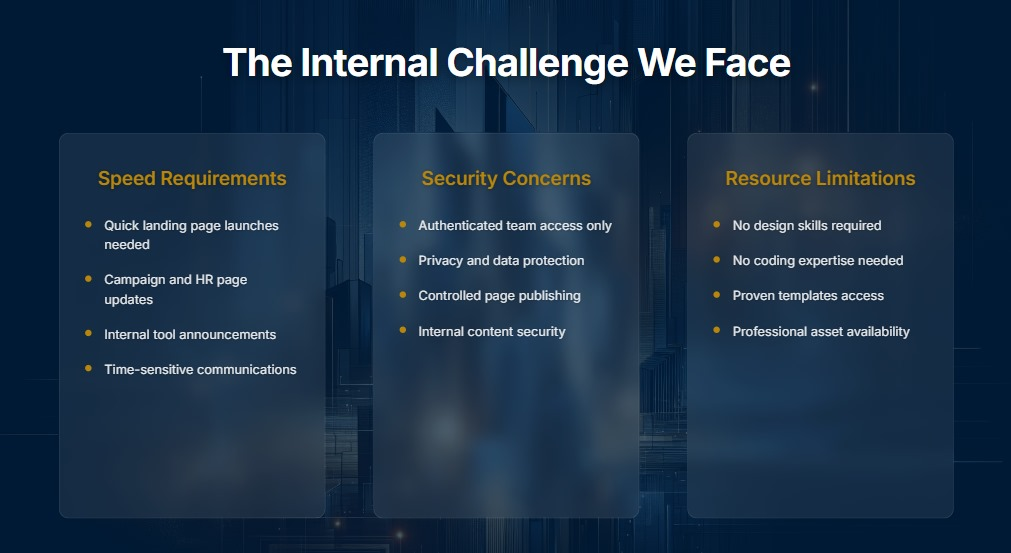 The Internal Challenge We Face
Speed Requirements
Quick landing page launches
needed
Campaign and HR page
updates
Internal tool announcements
Time-sensitive communications
Security Concerns
Authenticated team access only
Privacy and data protection
Controlled page publishing
Internal content security
Resource Limitations
No design skills required
No coding expertise needed
Proven templates access
Professional asset availability